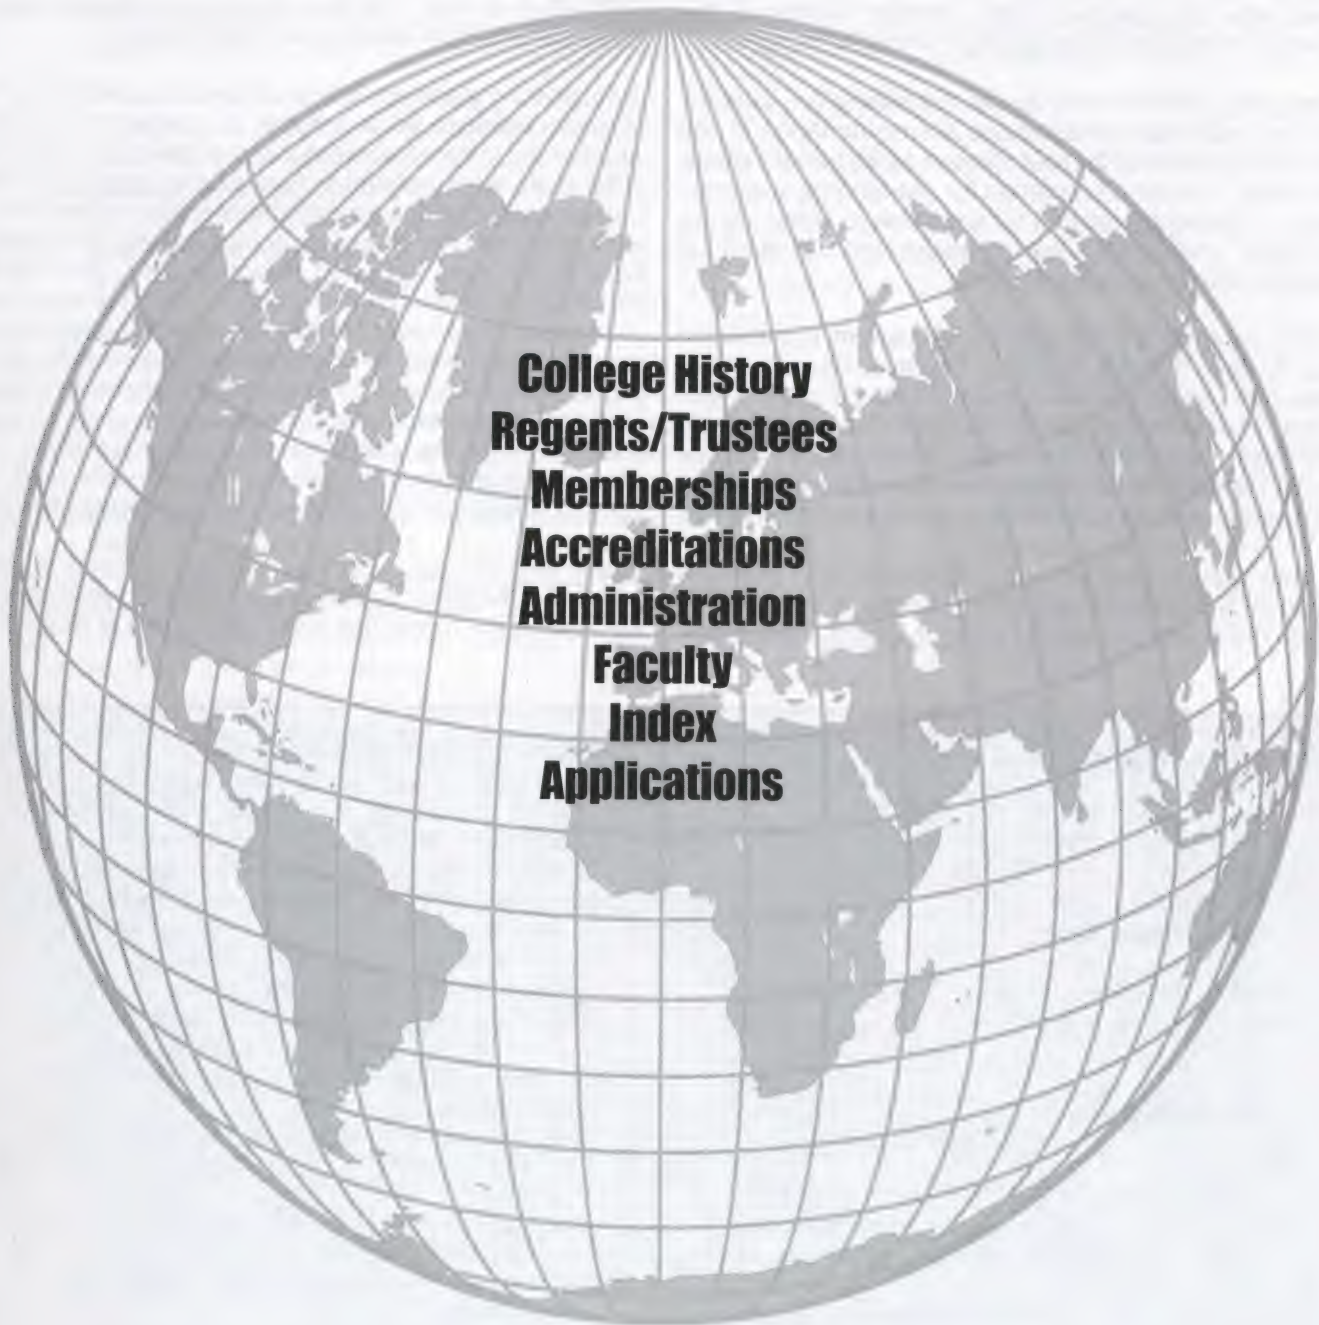 College History
Regents/Trustees
Memberships
Accreditations
Administration
Faculty
Index
Applications